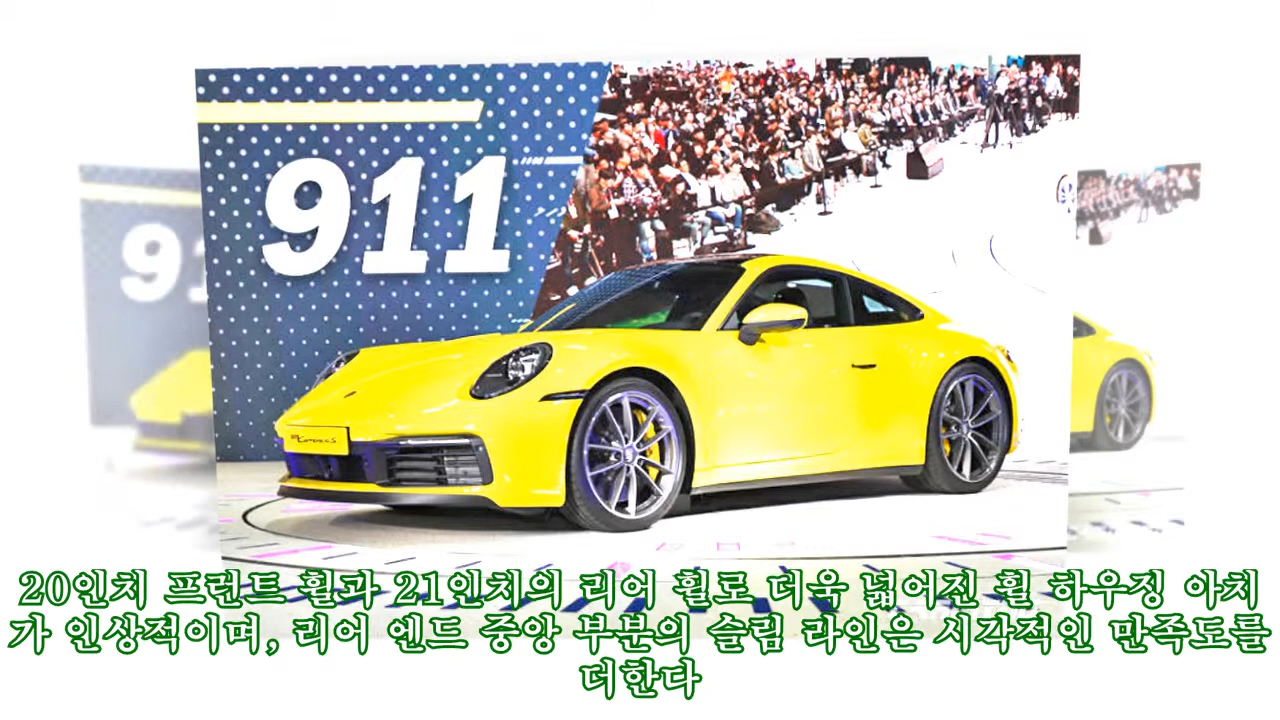 911
911
Carrera S
20인치 프런트 휠과 21인치의 리어 휠로 더욱 넓어진 휠 하우징 아치
가 인상적이며, 리어 엔드 중앙 부분의 슬림 라인은 시각적인 만족도를
더한다